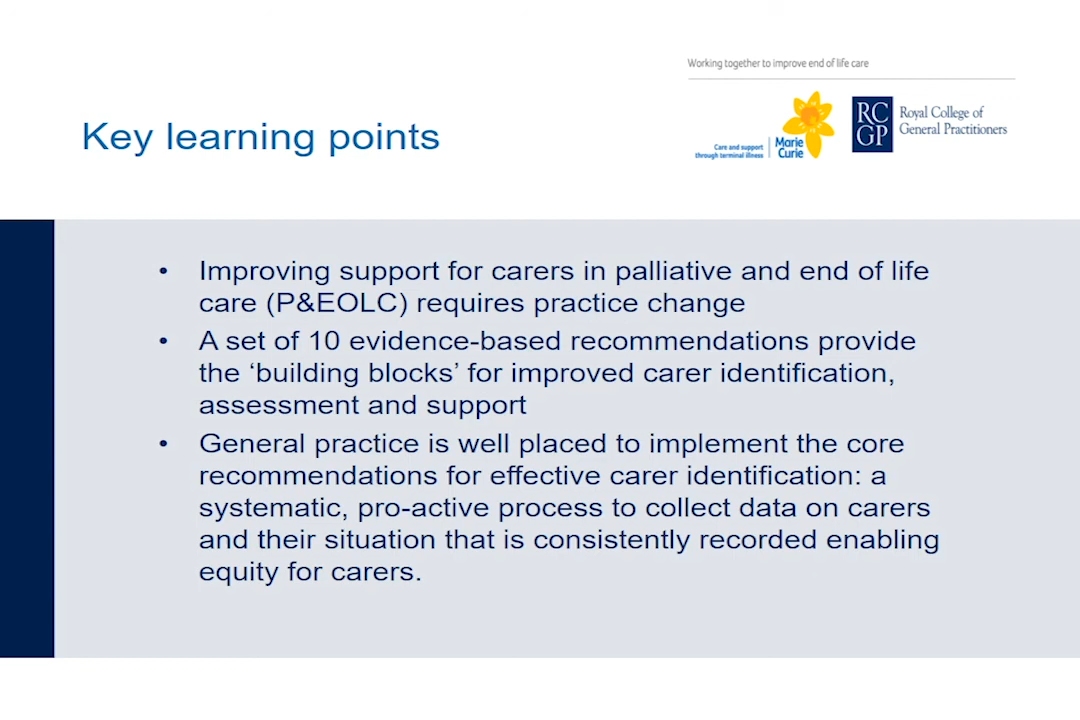 Working together to improve end of life care
Key learning points
Care and support
through terminal illness
Marie
Curie
RC
GP
Royal College of
General Practitioners
• Improving support for carers in palliative and end of life
care (P&EOLC) requires practice change
• A set of 10 evidence-based recommendations provide
the ‘building blocks’ for improved carer identification,
assessment and support
• General practice is well placed to implement the core
recommendations for effective carer identification: a
systematic, pro-active process to collect data on carers
and their situation that is consistently recorded enabling
equity for carers.